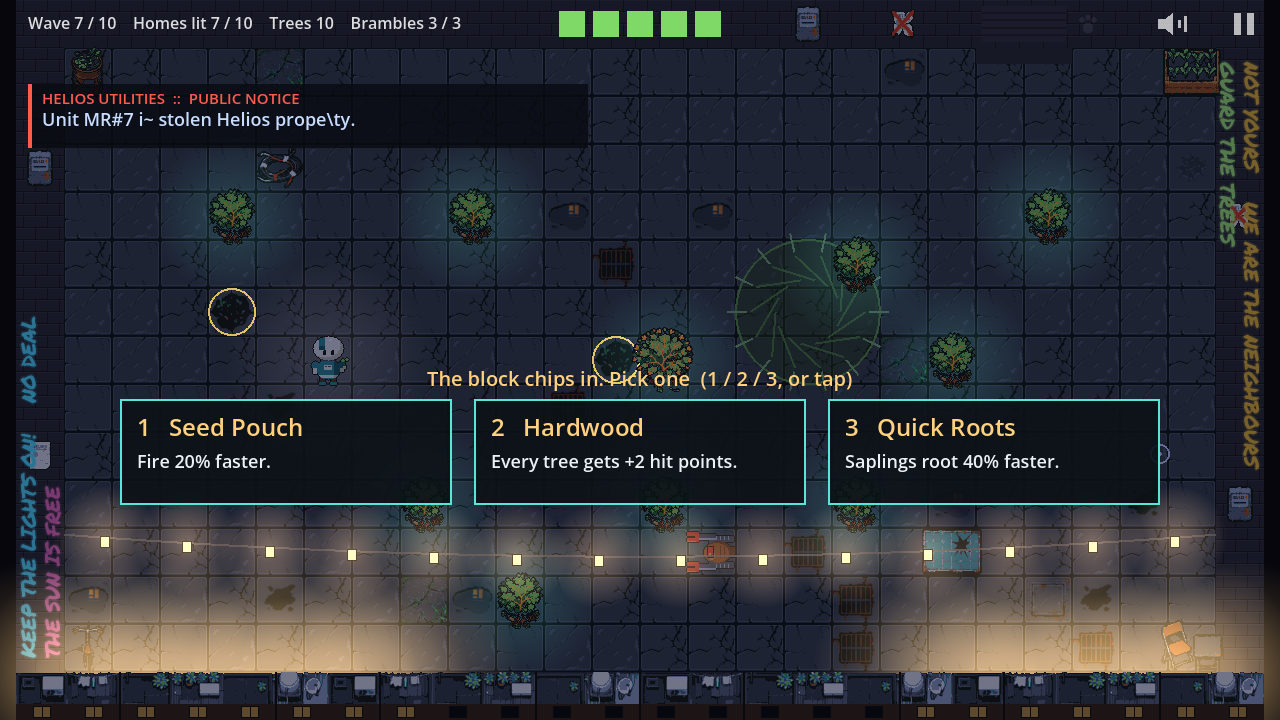 Wave 7 / 10 Homes lit 7 / 10 Trees 10 Brambles 3 / 3
HELIOS UTILITIES :: PUBLIC NOTICE
Unit MR#7 i~ stolen Helios prope\ty.
NOT YOURS
GUARD THE TREES
WE ARE THE NEIGHBOURS
NO DEAL
KEEP THE LIGHTS ON!
THE SUN IS FREE
The block chips in. Pick one (1 / 2 / 3, or tap)
1 Seed Pouch
Fire 20% faster.
2 Hardwood
Every tree gets +2 hit points.
3 Quick Roots
Saplings root 40% faster.